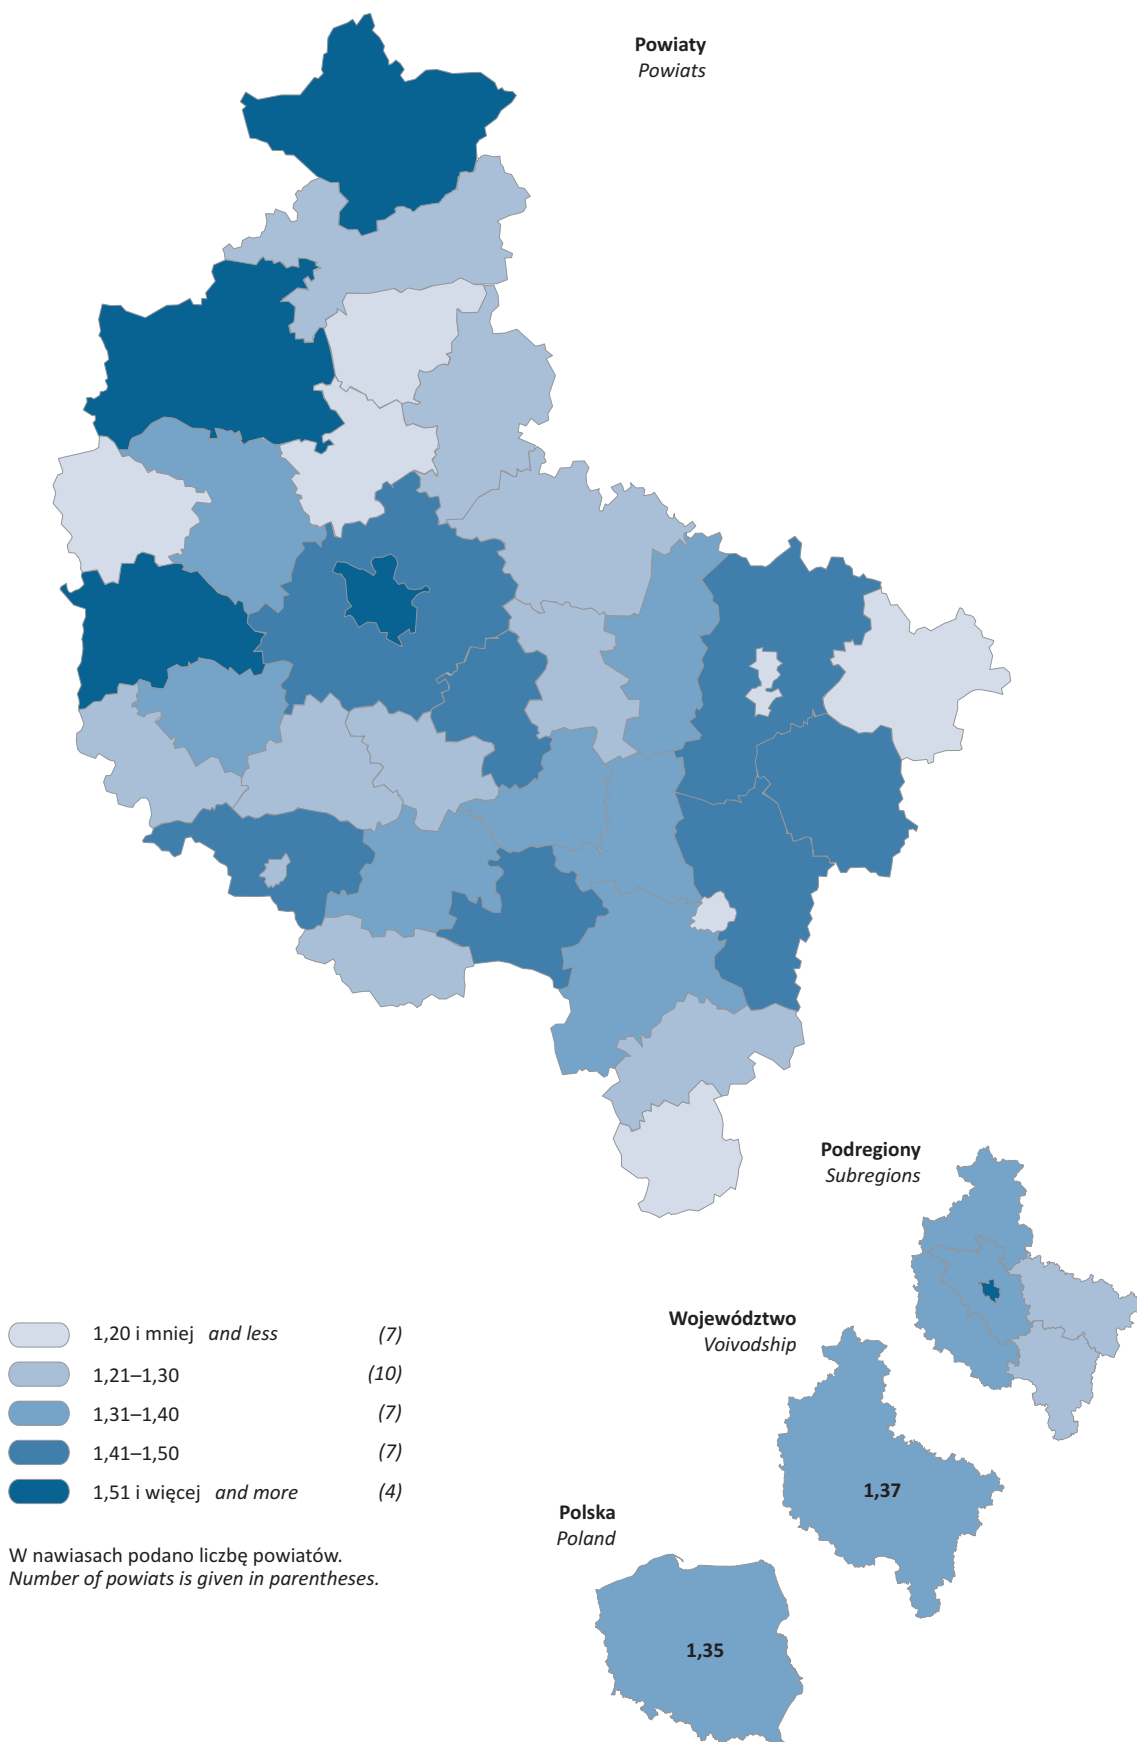 Powiaty
Powiats
Podregiony
Subregions
Województwo
Voivodship
1,37
Polska
Poland
1,35
1,20 i mniej and less (7)
1,21–1,30 (10)
1,31–1,40 (7)
1,41–1,50 (7)
1,51 i więcej and more (4)
W nawiasach podano liczbę powiatów.
Number of powiats is given in parentheses.